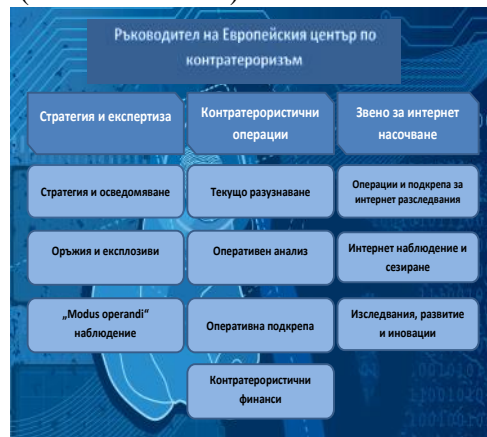 Ръководител на Европейския център по
контратероризъм
Стратегия и експертиза
Контратерористични
операции
Звено за интернет
насочване
Стратегия и осведомяване
Текущо разузнаване
Операции и подкрепа за
интернет разследвания
Оръжия и експлозиви
Оперативен анализ
Интернет наблюдение и
сезиране
„Modus operandi“
наблюдение
Оперативна подкрепа
Изследвания, развитие
и иновации
Контратерористични
финанси